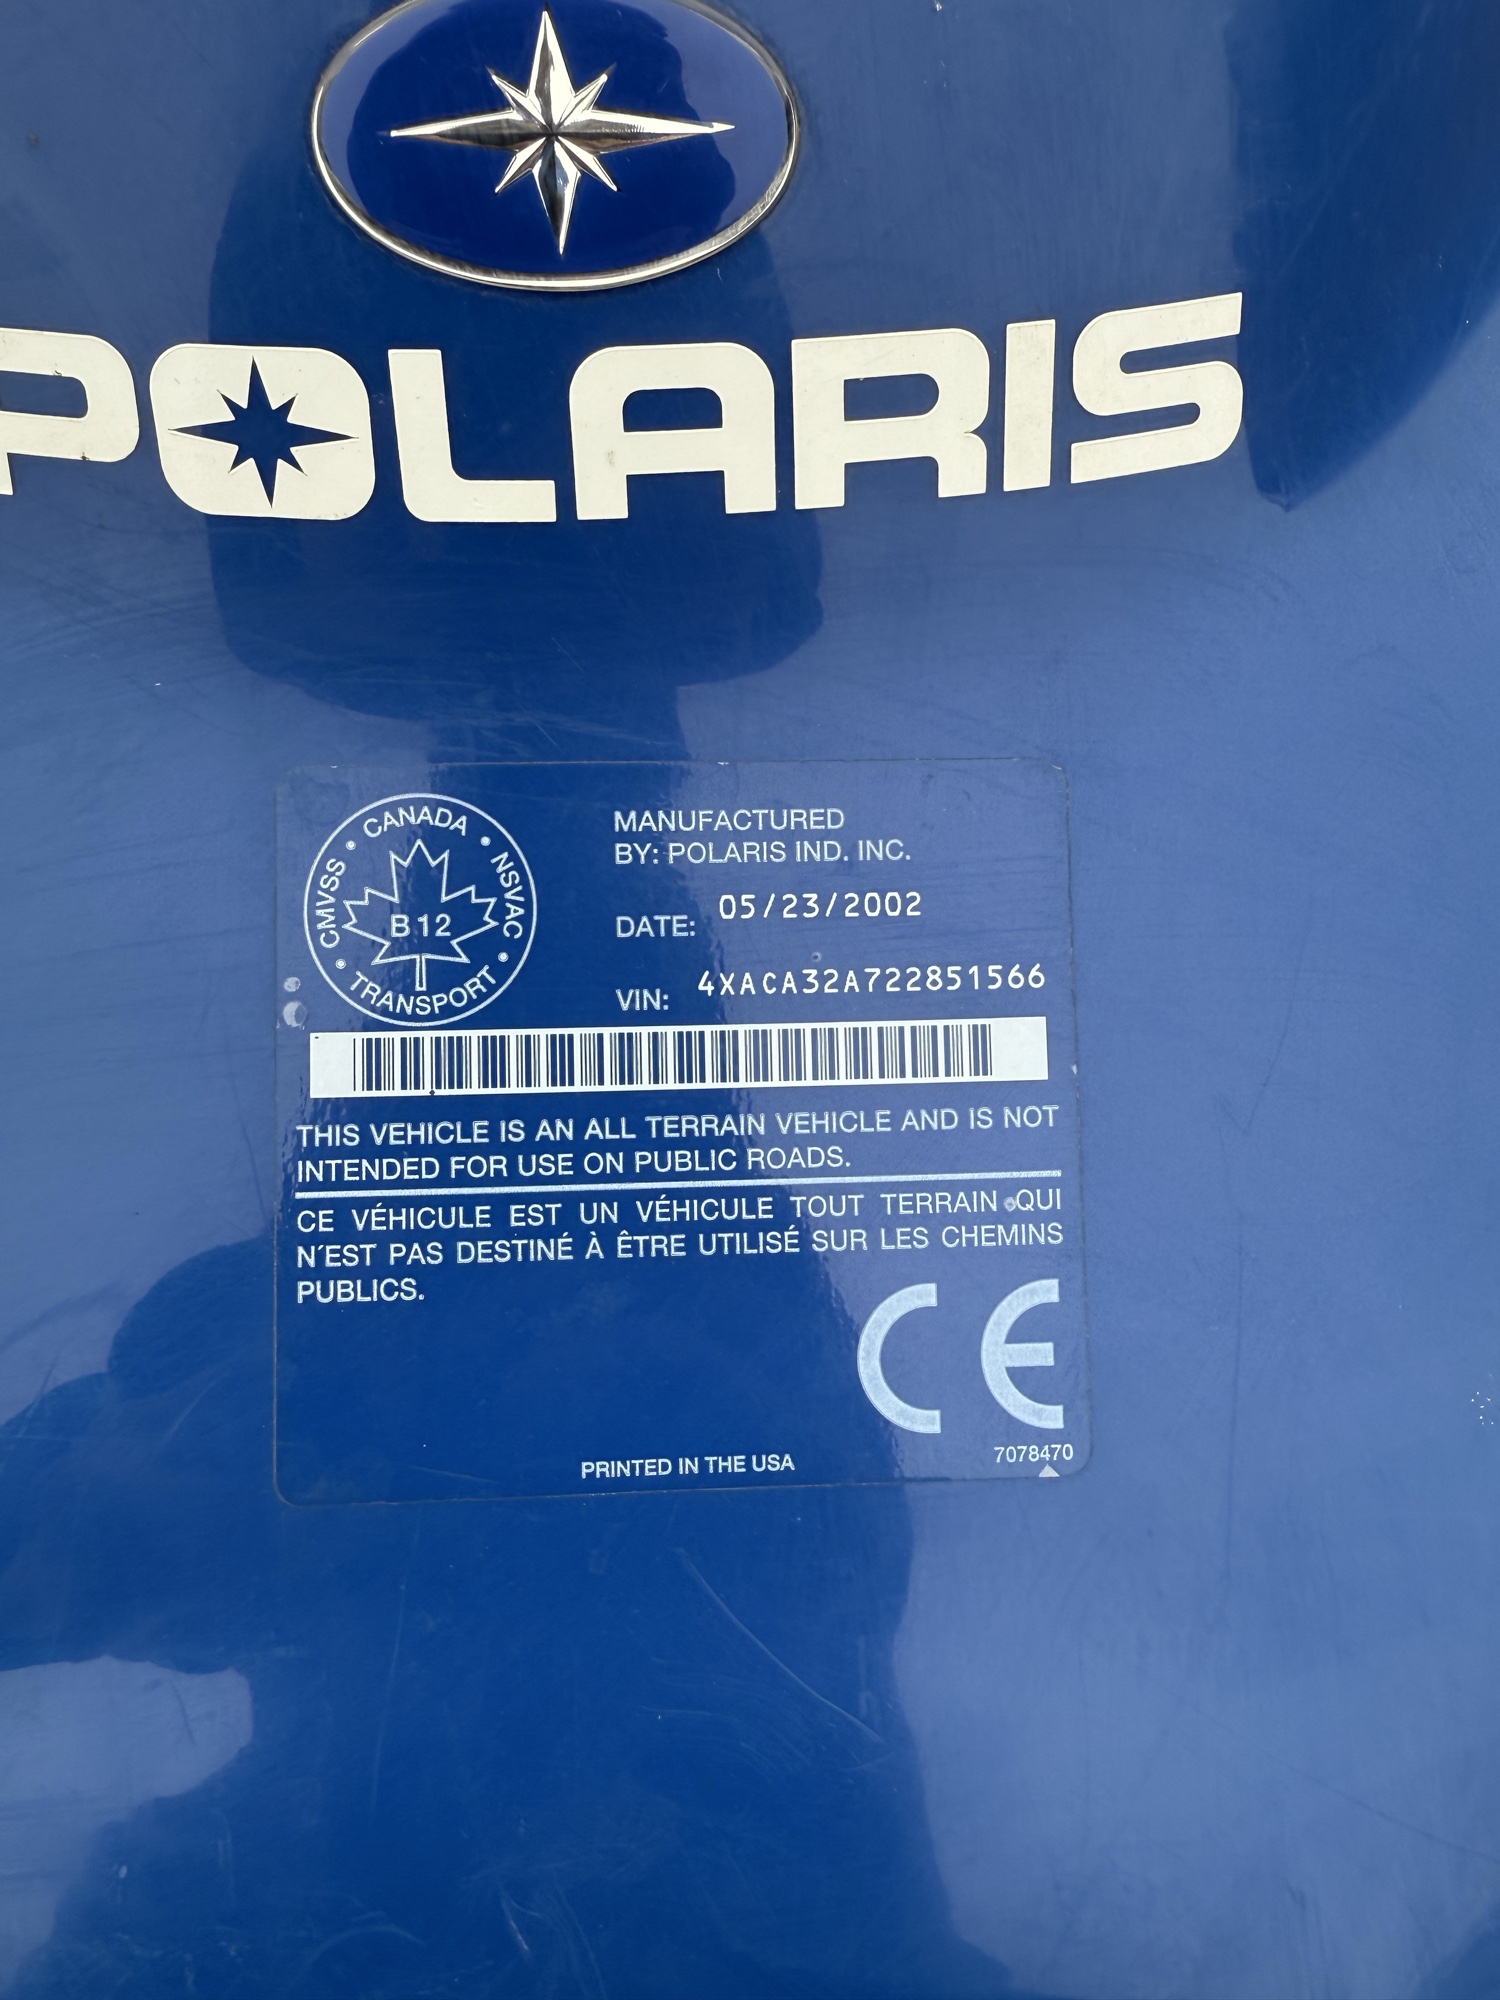 POLARIS
CANADA
CMVSS
NSVAC
B 12
TRANSPORT
MANUFACTURED
BY: POLARIS IND. INC.
DATE: 05/23/2002
VIN: 4XACA32A722851566
THIS VEHICLE IS AN ALL TERRAIN VEHICLE AND IS NOT
INTENDED FOR USE ON PUBLIC ROADS.
CE VÉHICULE EST UN VÉHICULE TOUT TERRAIN QUI
N´EST PAS DESTINÉ À ÊTRE UTILISÉ SUR LES CHEMINS
PUBLICS.
CE
PRINTED IN THE USA
7078470